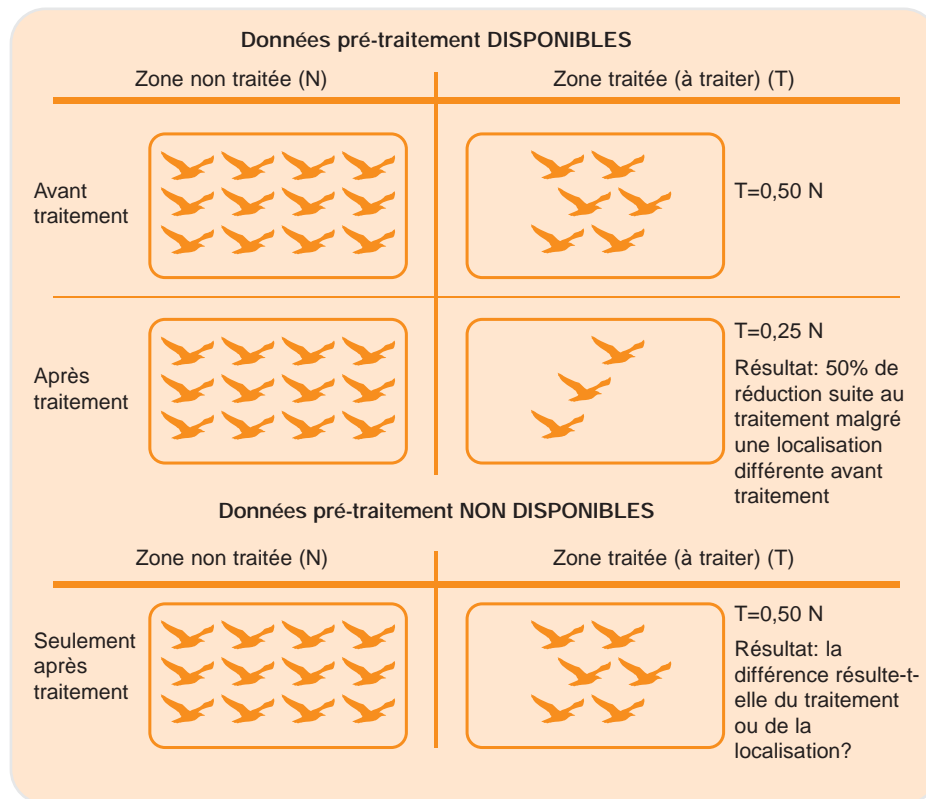 Données pré-traitement DISPONIBLES
Zone non traitée (N)
Zone traitée (à traiter) (T)
Avant
traitement
T=0,50 N
Après
traitement
T=0,25 N
Résultat: 50% de
réduction suite au
traitement malgré
une localisation
différente avant
traitement
Données pré-traitement NON DISPONIBLES
Zone non traitée (N)
Zone traitée (à traiter) (T)
Seulement
après
traitement
T=0,50 N
Résultat: la
différence résulte-t-
elle du traitement
ou de la
localisation?